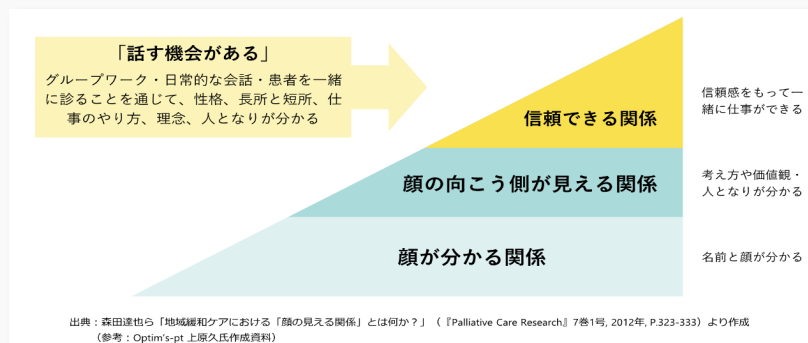 「話す機会がある」
グループワーク・日常的な会話・患者を一緒
に診ることを通じて、性格、長所と短所、仕
事のやり方、理念、人となりが分かる
信頼できる関係
信頼感をもって一
緒に仕事ができる
顔の向こう側が見える関係
考え方や価値観・
人となりが分かる
顔が分かる関係
名前と顔が分かる
出典：森田達也ら「地域緩和ケアにおける「顔の見える関係」とは何か？」（『Palliative Care Research』7巻1号, 2012年, P.323-333）より作成
（参考：Optim's-pt 上原久氏作成資料）